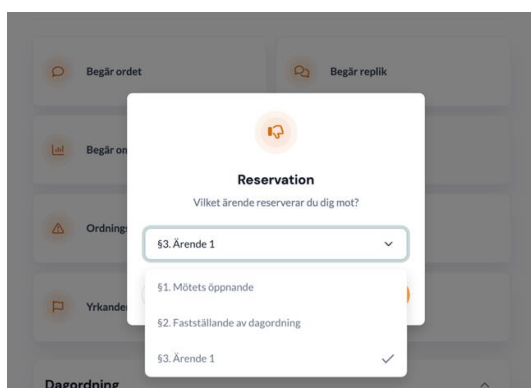 Begär ordet
Begär replik
Begär om
Reservation
Vilket ärende reserverar du dig mot?
Ordnings
§3. Ärende 1
§1. Mötets öppnande
Yrkande
§2. Fastställande av dagordning
§3. Ärende 1
Dagordning